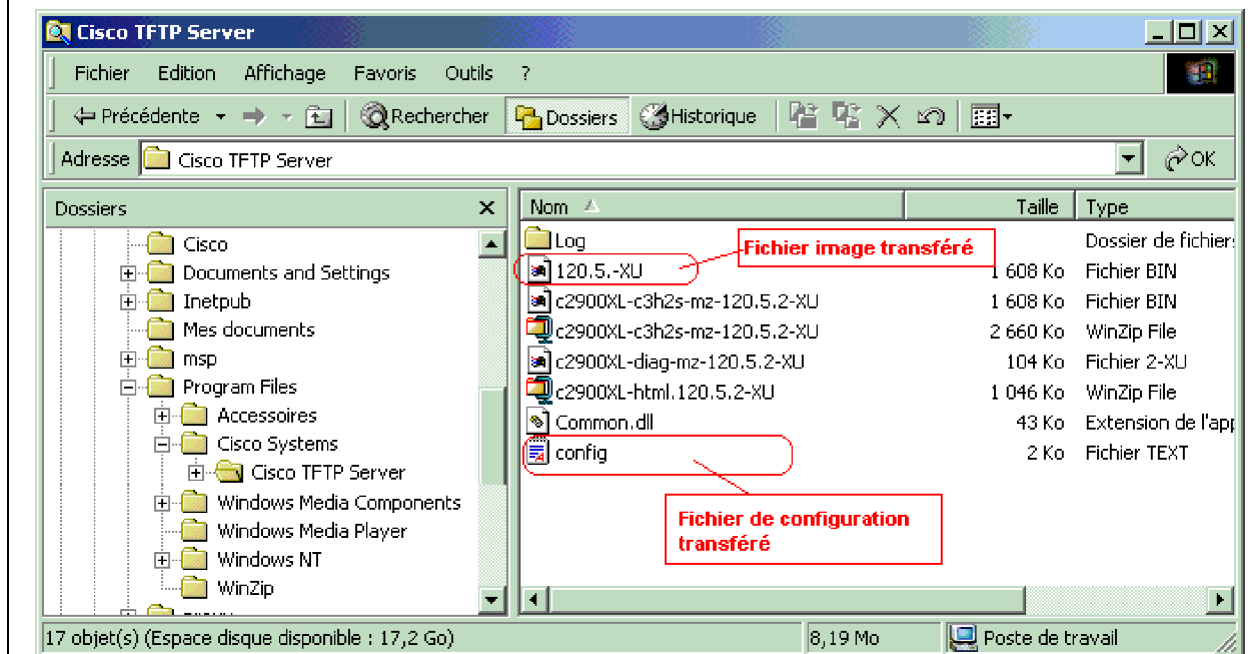 Cisco TFTP Server
Fichier Edition Affichage Favoris Outils ?
Précédente Rechercher Dossiers Historique
Adresse Cisco TFTP Server OK
Dossiers
Cisco
Documents and Settings
Inetpub
Mes documents
msp
Program Files
Accessoires
Cisco Systems
Cisco TFTP Server
Windows Media Components
Windows Media Player
Windows NT
WinZip
Nom Taille Type
Log Dossier de fichier
Fichier image transféré
120.5.-XU 1 608 Ko Fichier BIN
c2900XL-c3h2s-mz-120.5.2-XU 1 608 Ko Fichier BIN
c2900XL-c3h2s-mz-120.5.2-XU 2 660 Ko WinZip File
c2900XL-diag-mz-120.5.2-XU 104 Ko Fichier 2-XU
c2900XL-html.120.5.2-XU 1 046 Ko WinZip File
Common.dll 43 Ko Extension de l'app
config 2 Ko Fichier TEXT
Fichier de configuration
transféré
17 objet(s) (Espace disque disponible : 17,2 Go) 8,19 Mo Poste de travail